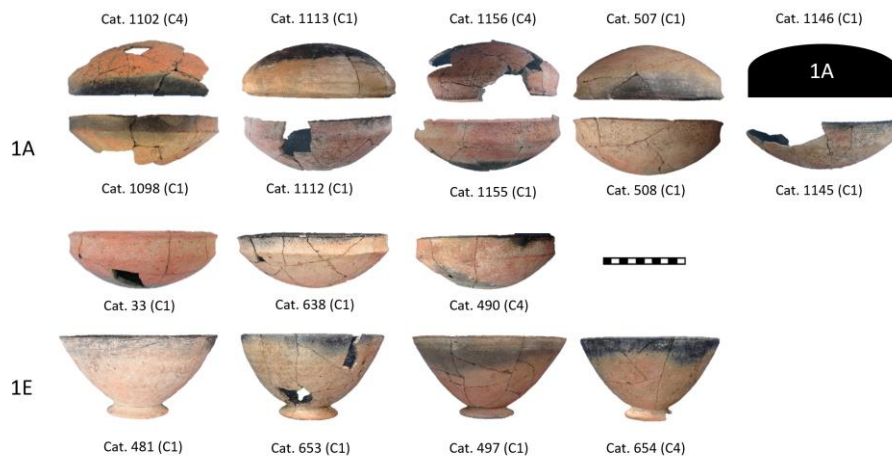 Cat. 1102 (C4) Cat. 1113 (C1) Cat. 1156 (C4) Cat. 507 (C1) Cat. 1146 (C1)
1A
1A
Cat. 1098 (C1) Cat. 1112 (C1) Cat. 1155 (C1) Cat. 508 (C1) Cat. 1145 (C1)
Cat. 33 (C1) Cat. 638 (C1) Cat. 490 (C4)
1E
Cat. 481 (C1) Cat. 653 (C1) Cat. 497 (C1) Cat. 654 (C4)